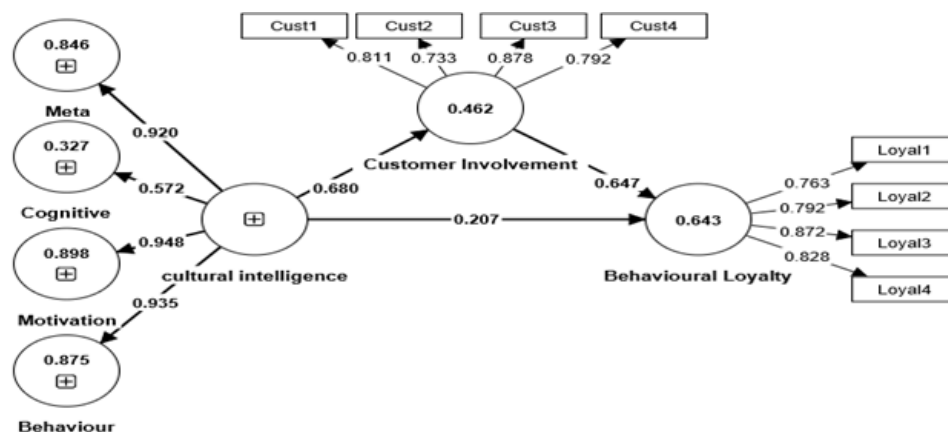 Cust1 Cust2 Cust3 Cust4
0.846
0.811 0.733 0.878 0.792
Meta
0.920
0.462
0.327
Customer Involvement
Loyal1
0.572
0.680
0.647
0.763
Cognitive
0.792
Loyal2
0.207
0.643
0.898
0.948
0.872
Loyal3
cultural intelligence
Behavioural Loyalty
0.828
Loyal4
0.935
Motivation
0.875
Behaviour